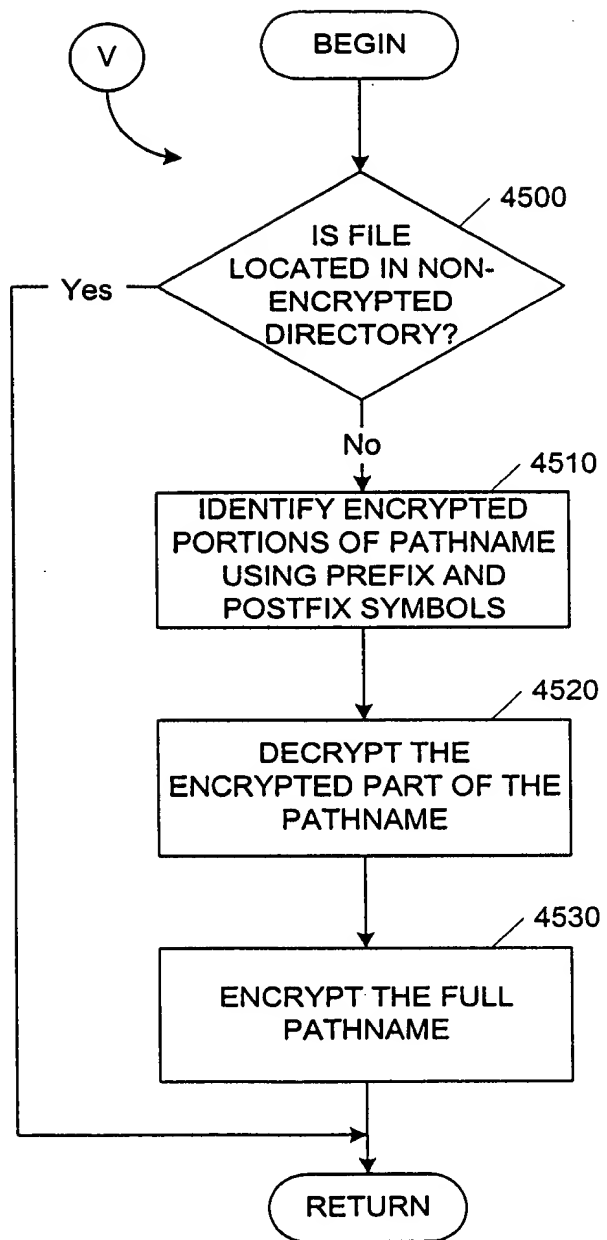 V
BEGIN
4500
IS FILE
LOCATED IN NON-
ENCRYPTED
DIRECTORY?
Yes
No
4510
IDENTIFY ENCRYPTED
PORTIONS OF PATHNAME
USING PREFIX AND
POSTFIX SYMBOLS
4520
DECRYPT THE
ENCRYPTED PART OF THE
PATHNAME
4530
ENCRYPT THE FULL
PATHNAME
RETURN